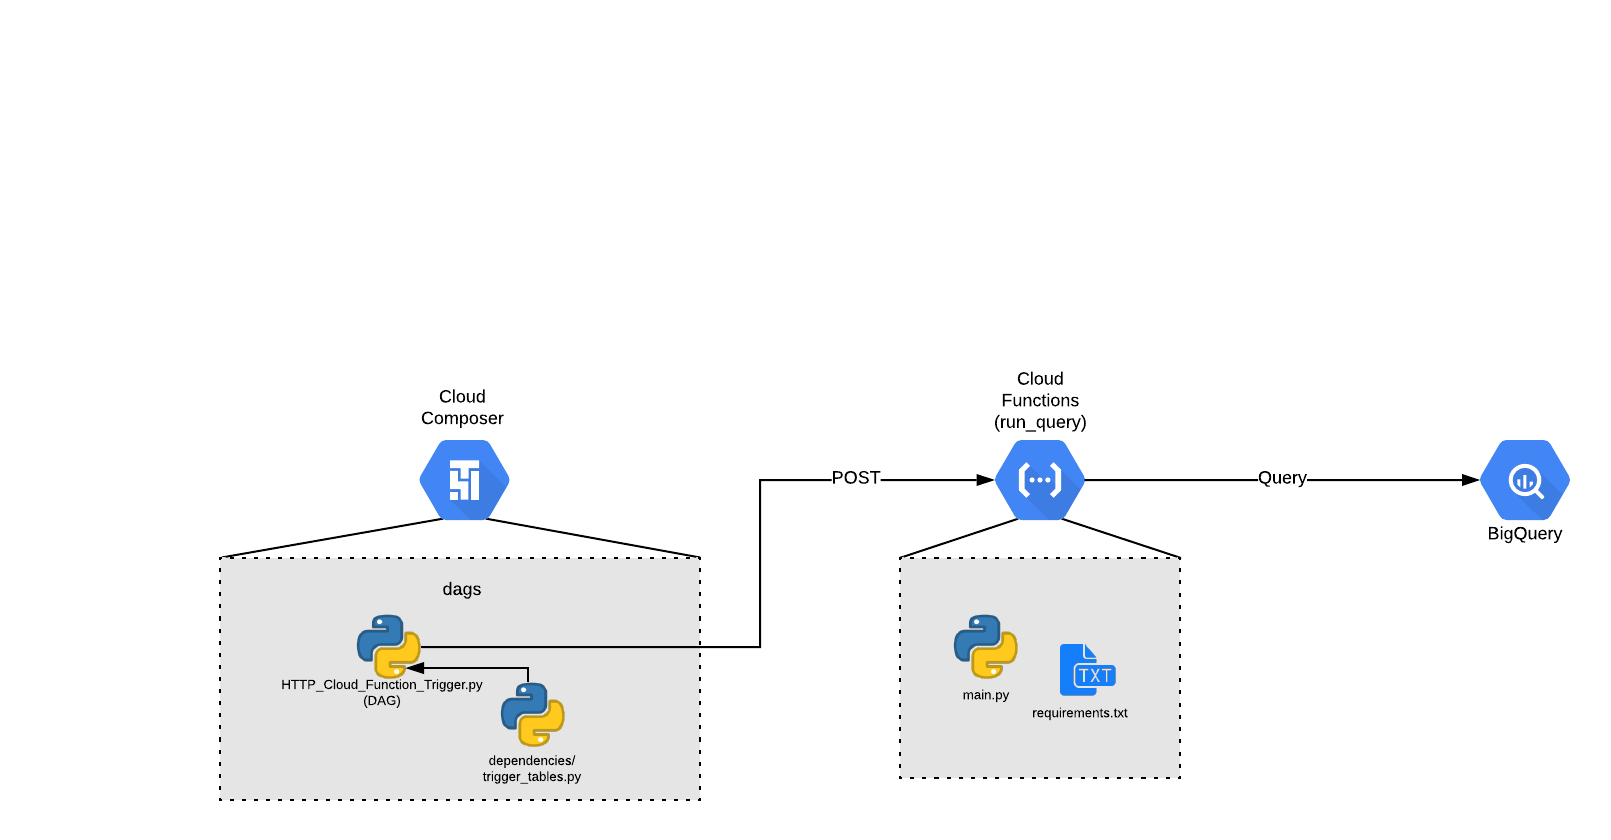 Cloud
Composer
dags
HTTP_Cloud_Function_Trigger.py
(DAG)
dependencies/
trigger_tables.py
POST
Cloud
Functions
(run_query)
main.py
TXT
requirements.txt
Query
BigQuery